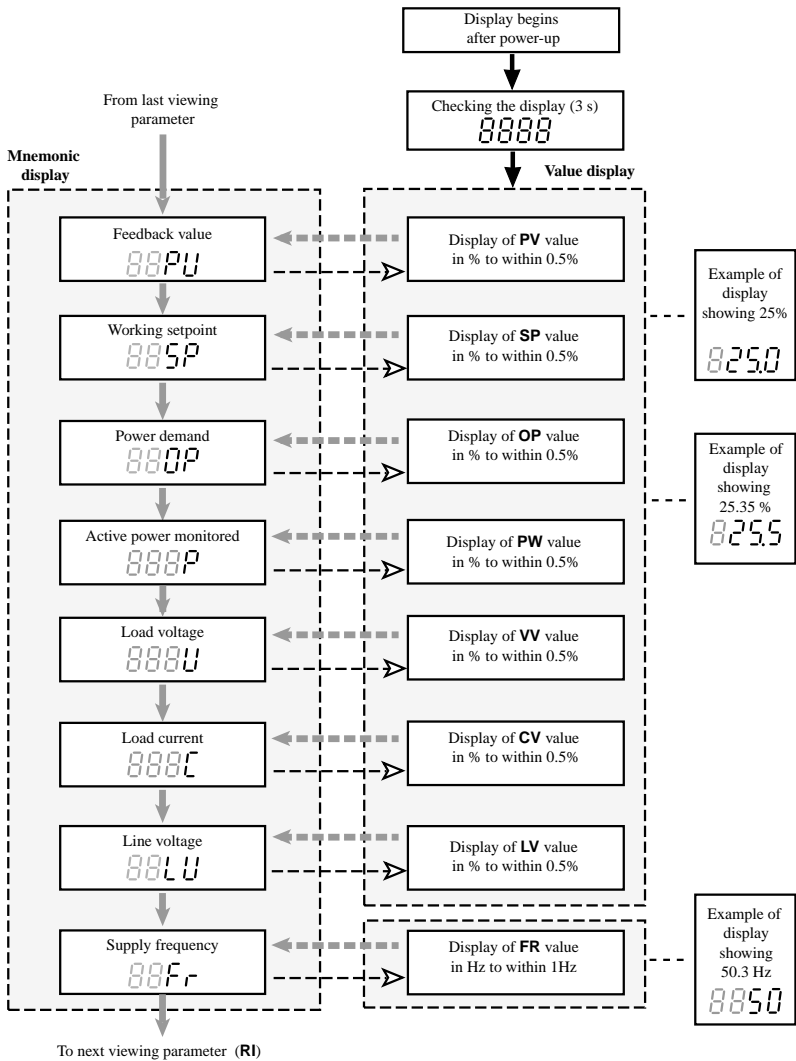 Display begins
after power-up
From last viewing
parameter
Checking the display (3 s)
8888
Mnemonic
display
Value display
Feedback value
88PU
Display of PV value
in % to within 0.5%
Example of
display
showing 25%
825.0
Working setpoint
88SP
Display of SP value
in % to within 0.5%
Power demand
88OP
Display of OP value
in % to within 0.5%
Example of
display
showing
25.35 %
825.5
Active power monitored
888P
Display of PW value
in % to within 0.5%
Load voltage
888U
Display of VV value
in % to within 0.5%
Load current
888C
Display of CV value
in % to within 0.5%
Line voltage
88LU
Display of LV value
in % to within 0.5%
Supply frequency
88Fr
Display of FR value
in Hz to within 1Hz
Example of
display
showing
50.3 Hz
8850
To next viewing parameter (RI)